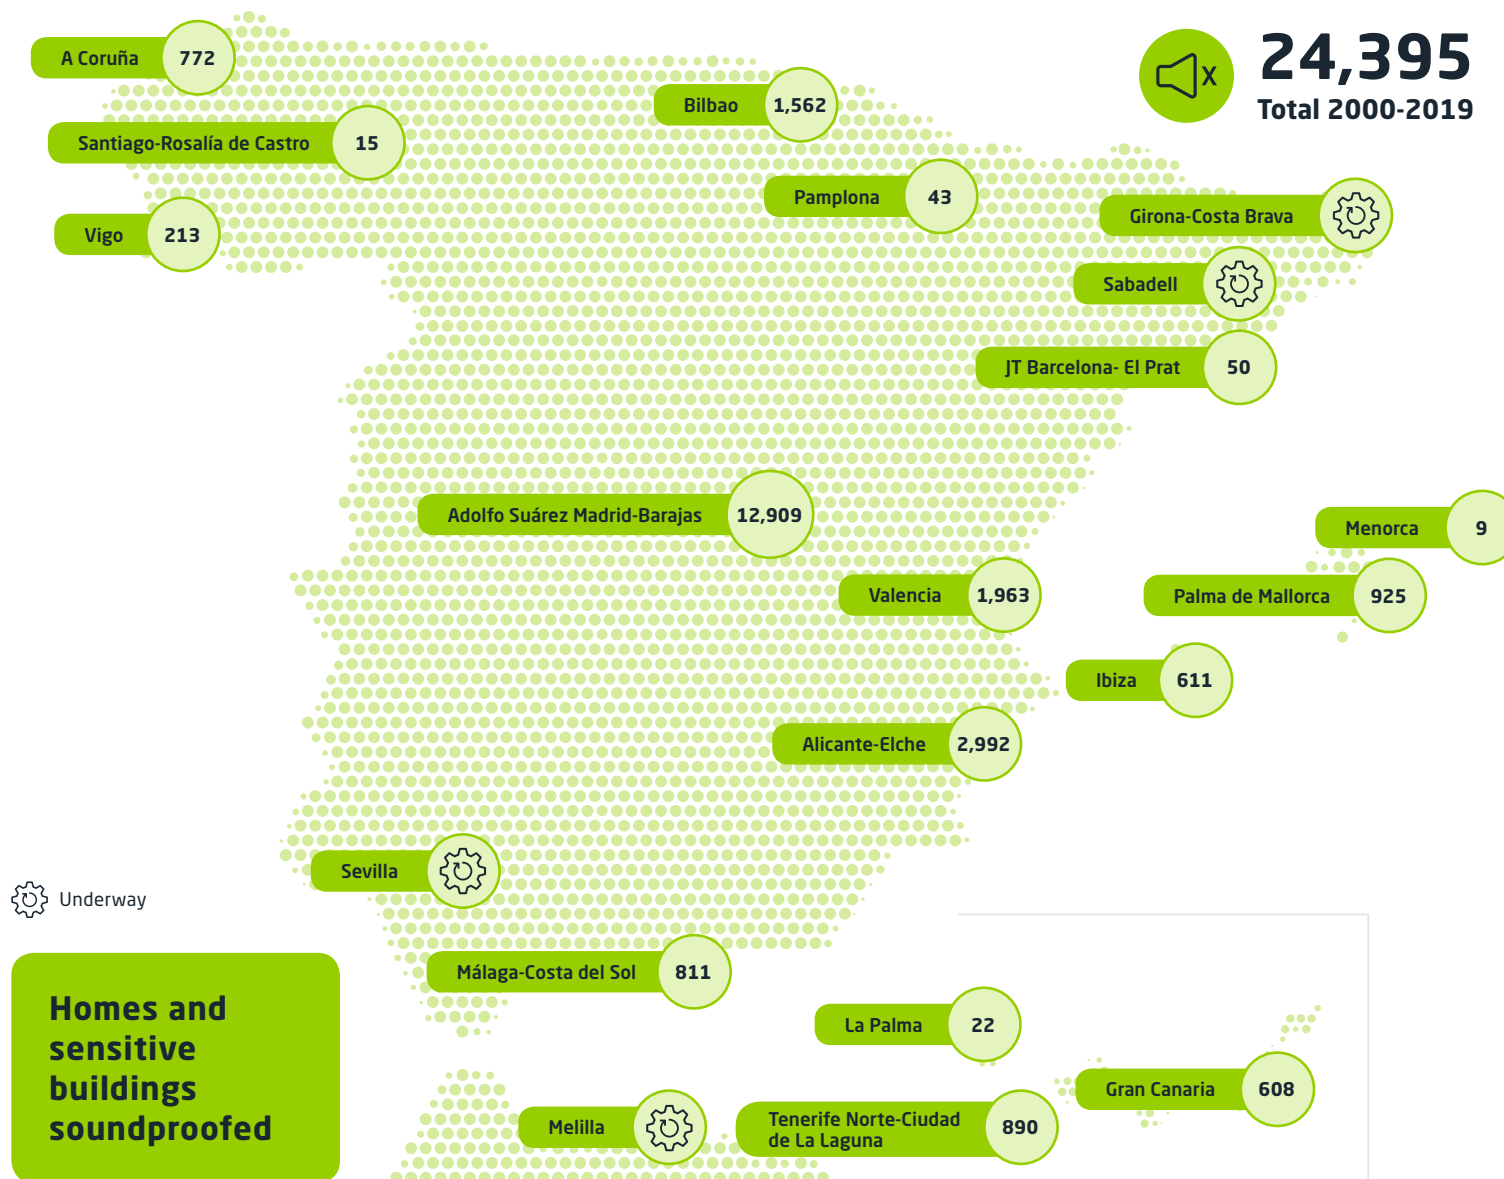 24,395
Total 2000-2019
A Coruña 772
Bilbao 1,562
Santiago-Rosalía de Castro 15
Pamplona 43
Girona-Costa Brava
Vigo 213
Sabadell
JT Barcelona- El Prat 50
Adolfo Suárez Madrid-Barajas 12,909
Menorca 9
Valencia 1,963
Palma de Mallorca 925
Ibiza 611
Alicante-Elche 2,992
Sevilla
Underway
Málaga-Costa del Sol 811
Homes and
sensitive
buildings
soundproofed
La Palma 22
Gran Canaria 608
Melilla
Tenerife Norte-Ciudad
de La Laguna 890